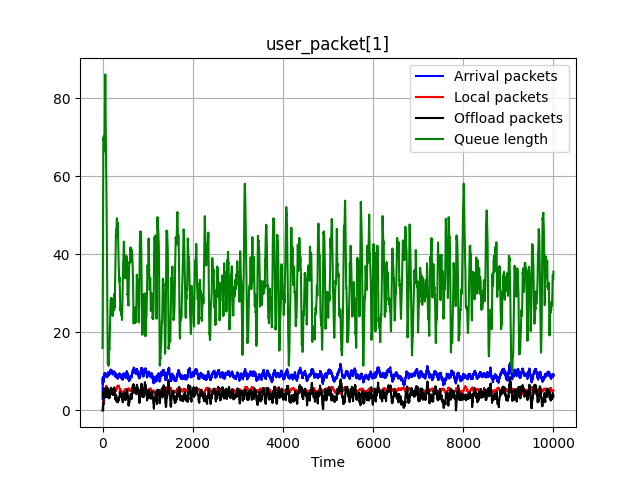 user_packet[1]
Arrival packets
Local packets
Offload packets
Queue length
80
60
40
20
0
0 2000 4000 6000 8000 10000
Time